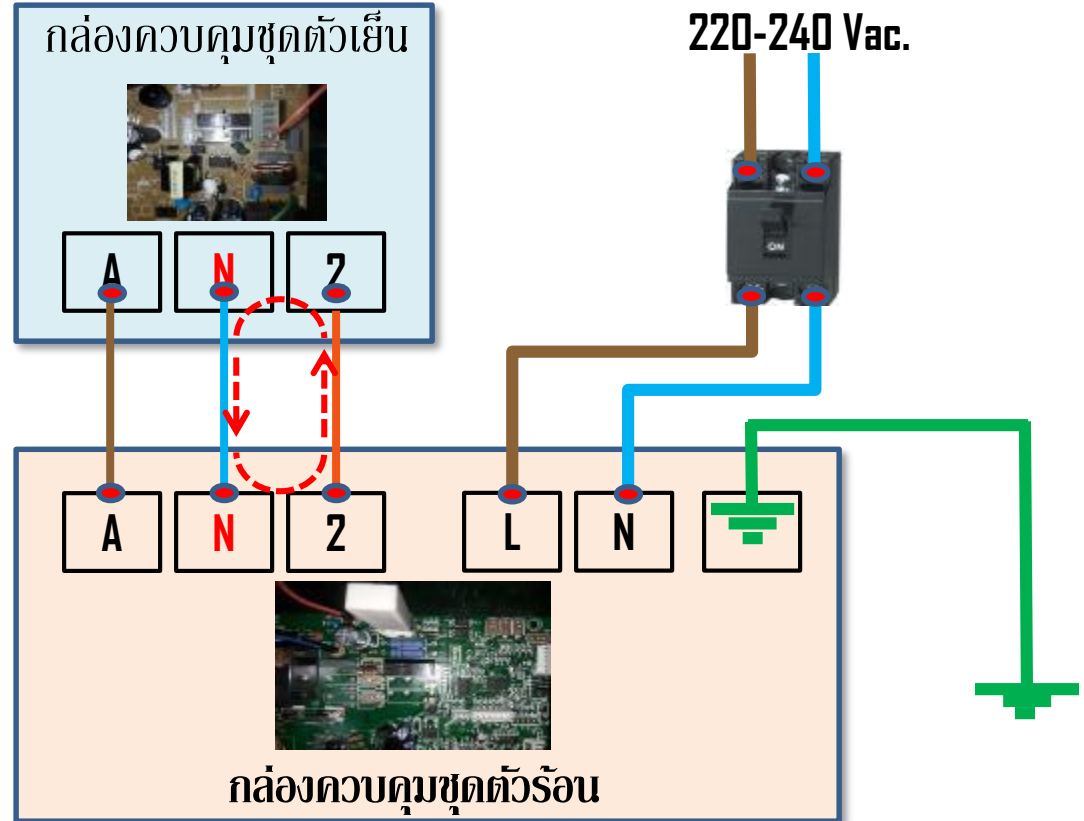 กล่องควบคุมชุดตัวเย็น
220-240 Vac.
ON
A N 2
A N 2 L N
กล่องควบคุมชุดตัวร้อน